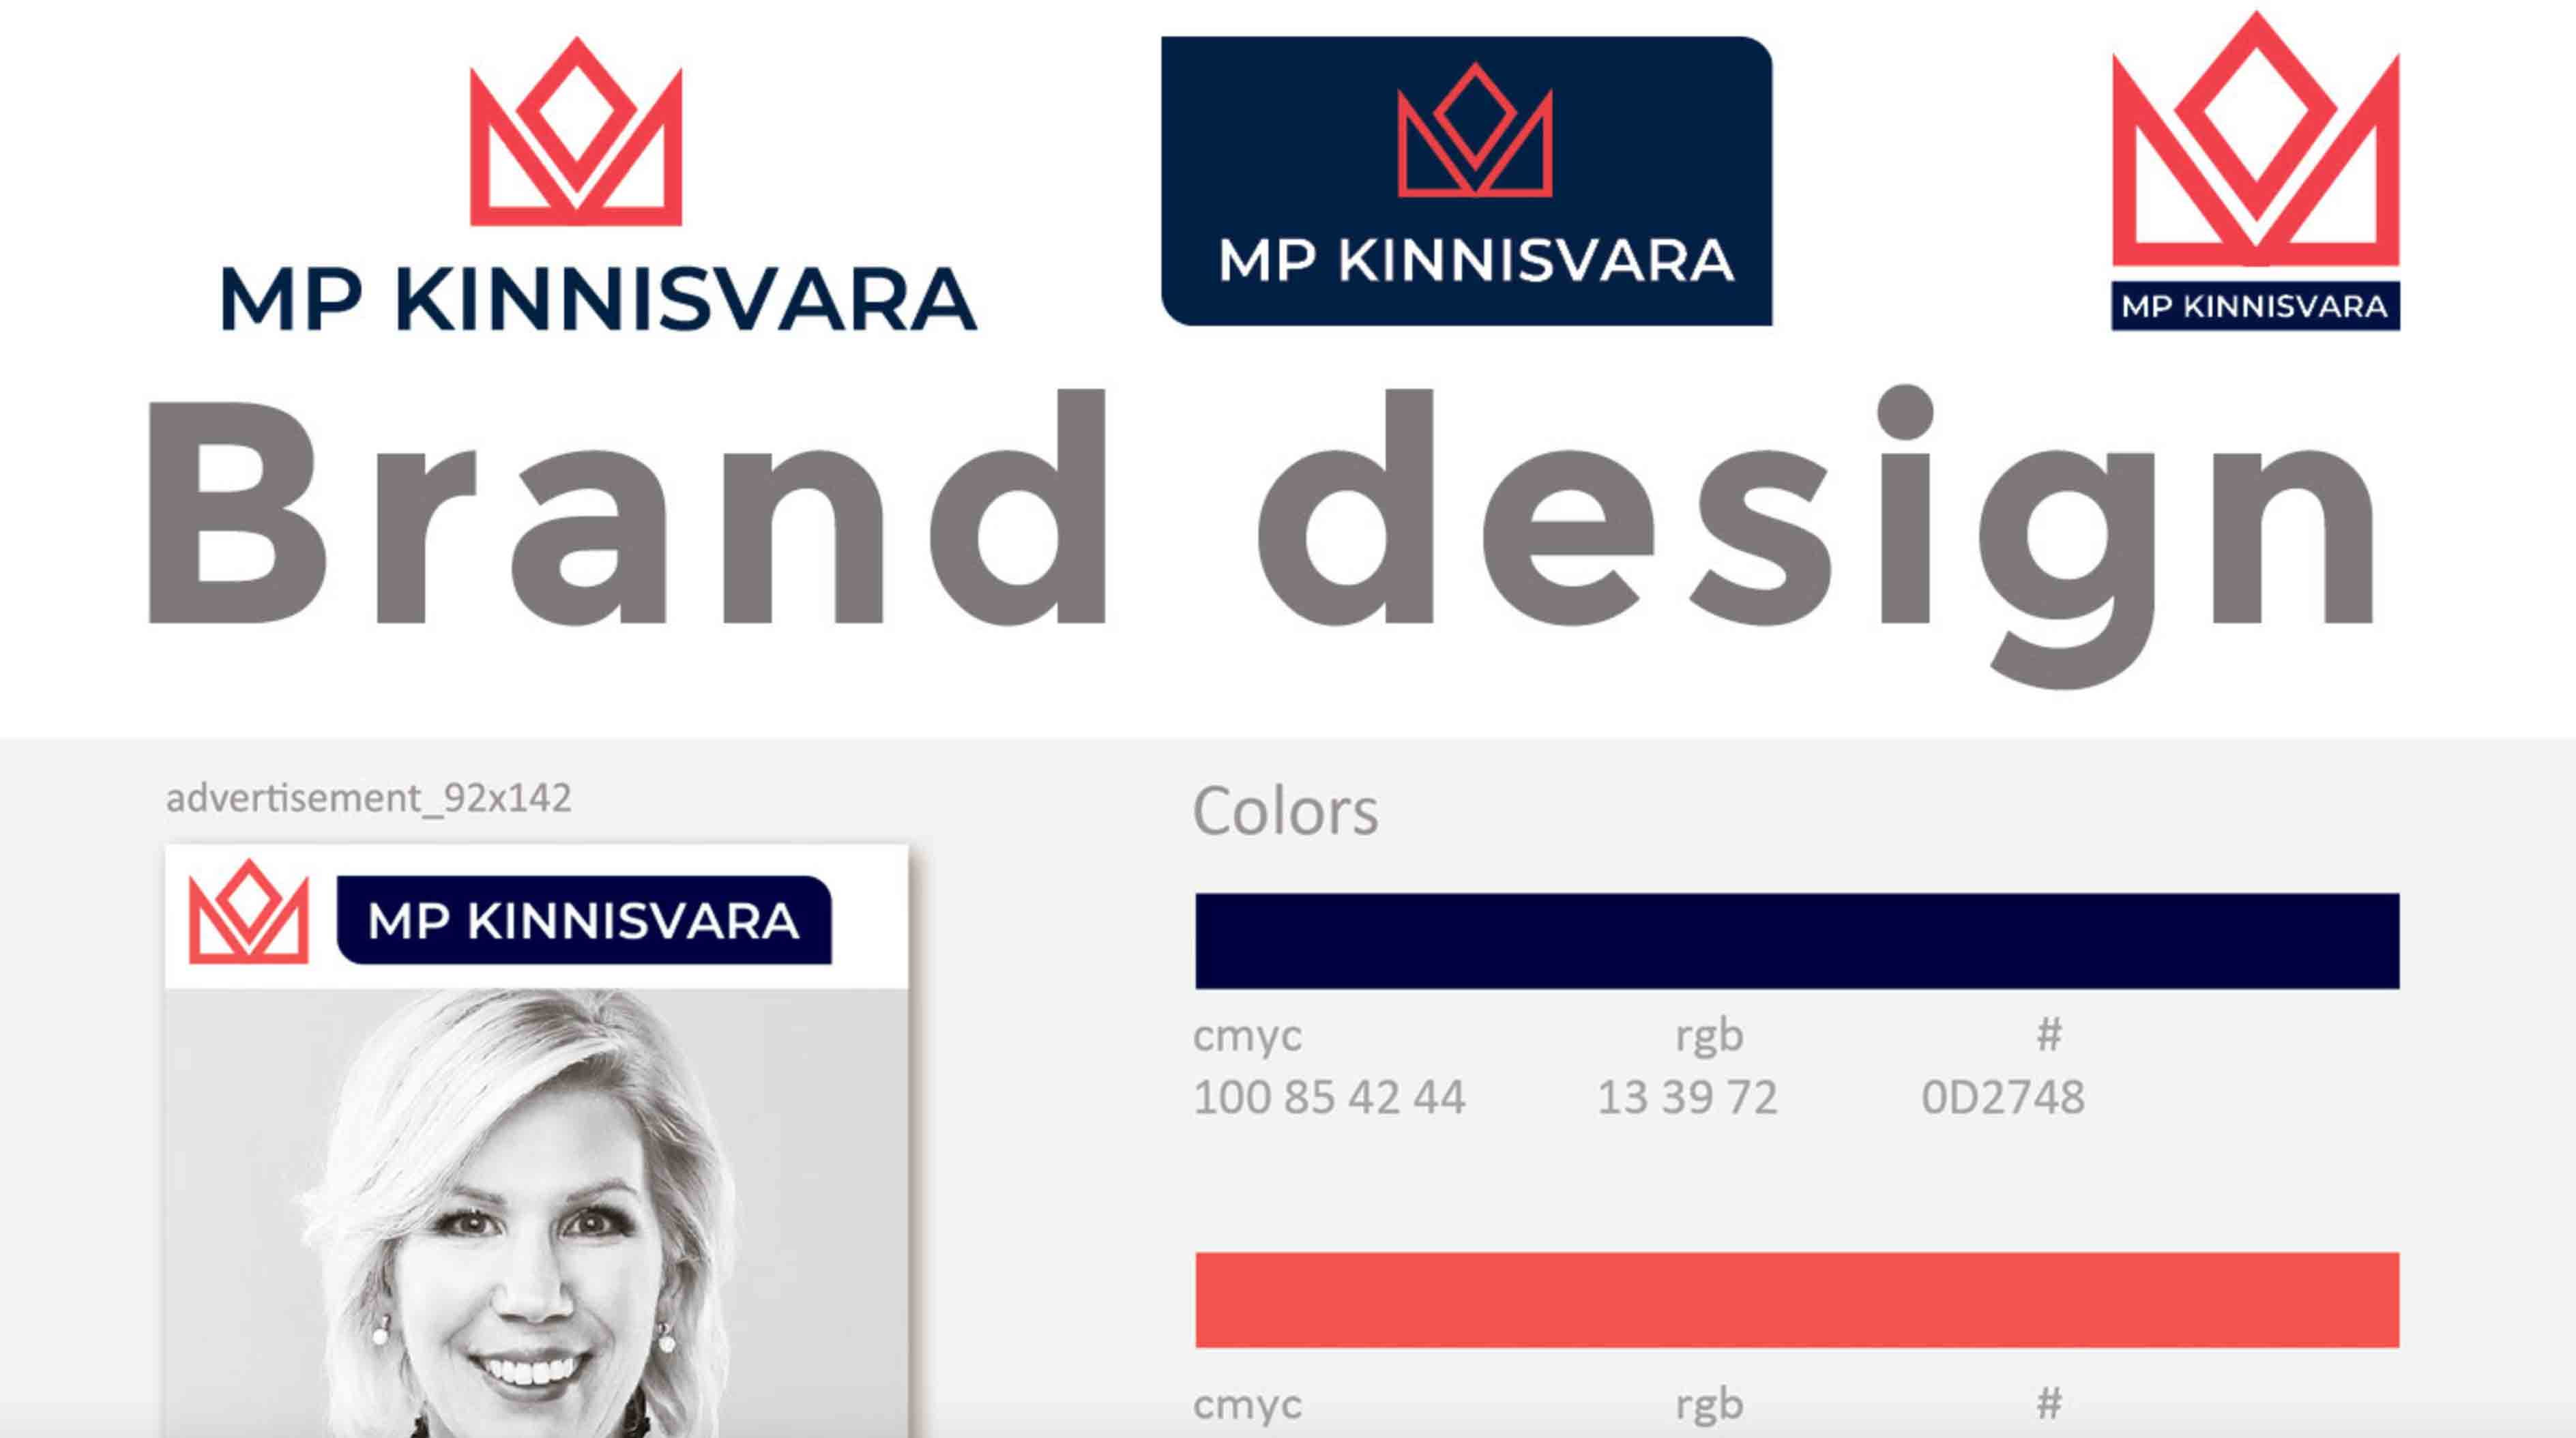 MP KINNISVARA
MP KINNISVARA
MP KINNISVARA
Brand design
advertisement_92x142
MP KINNISVARA
Colors
cmyc rgb #
100 85 42 44 13 39 72 0D2748
cmyc rgb #